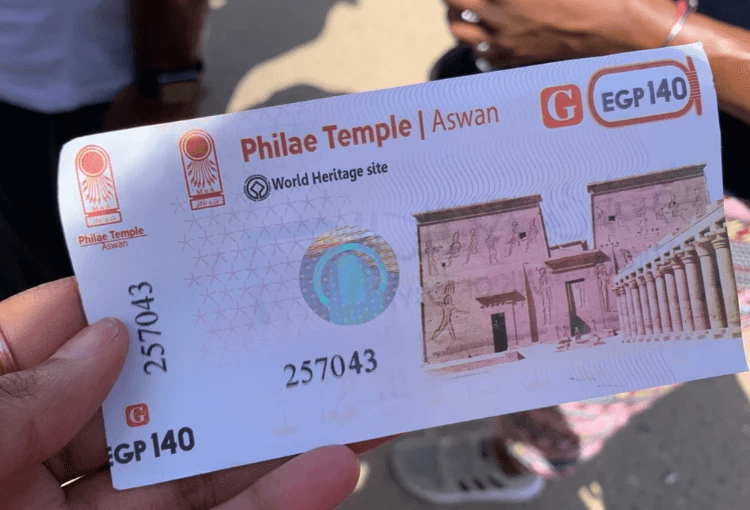 Philae Temple
Aswan
257043
G
EGP 140
Philae Temple | Aswan
World Heritage site
G
EGP 140
257043